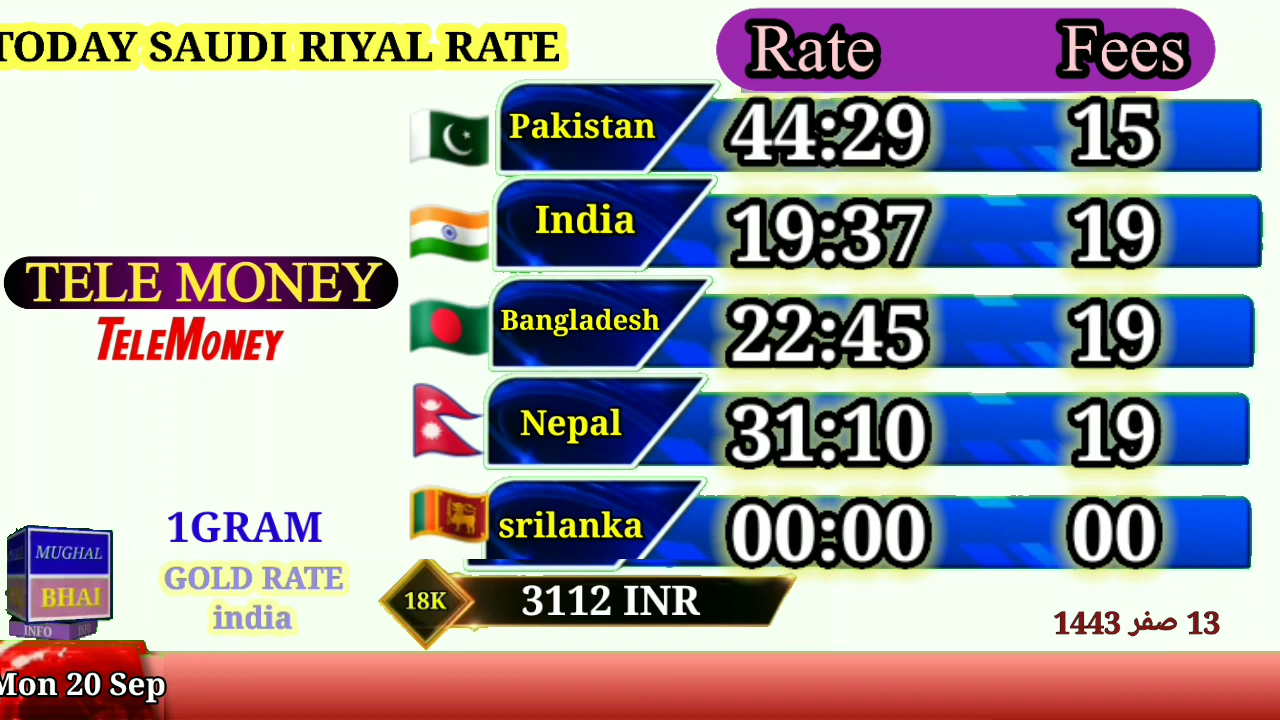 TODAY SAUDI RIYAL RATE
Rate Fees
Pakistan 44:29 15
India 19:37 19
TELE MONEY
TELEMONEY
Bangladesh 22:45 19
Nepal 31:10 19
srilanka 00:00 00
1GRAM
GOLD RATE
india
18K 3112 INR
MUGHAL
BHAI
INFO
13 صفر 1443
Mon 20 Sep